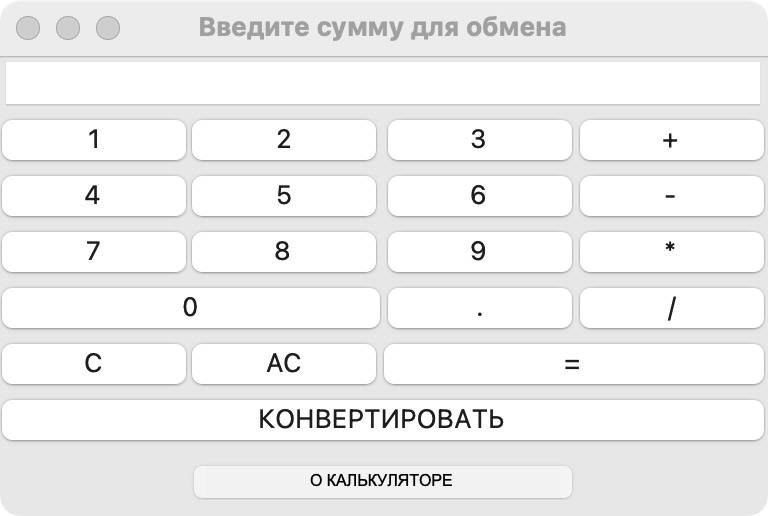 Введите сумму для обмена
1 2 3 +
4 5 6 -
7 8 9 *
0 . /
C AC =
КОНВЕРТИРОВАТЬ
О КАЛЬКУЛЯТОРЕ